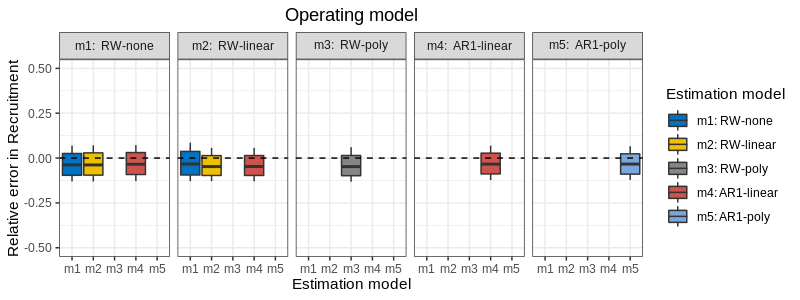 Operating model
m1: RW-none
m2: RW-linear
m3: RW-poly
m4: AR1-linear
m5: AR1-poly
Relative error in Recruitment
0.50
0.25
0.00
-0.25
-0.50
m1 m2 m3 m4 m5
m1 m2 m3 m4 m5
m1 m2 m3 m4 m5
m1 m2 m3 m4 m5
m1 m2 m3 m4 m5
Estimation model
Estimation model
m1: RW-none
m2: RW-linear
m3: RW-poly
m4: AR1-linear
m5: AR1-poly